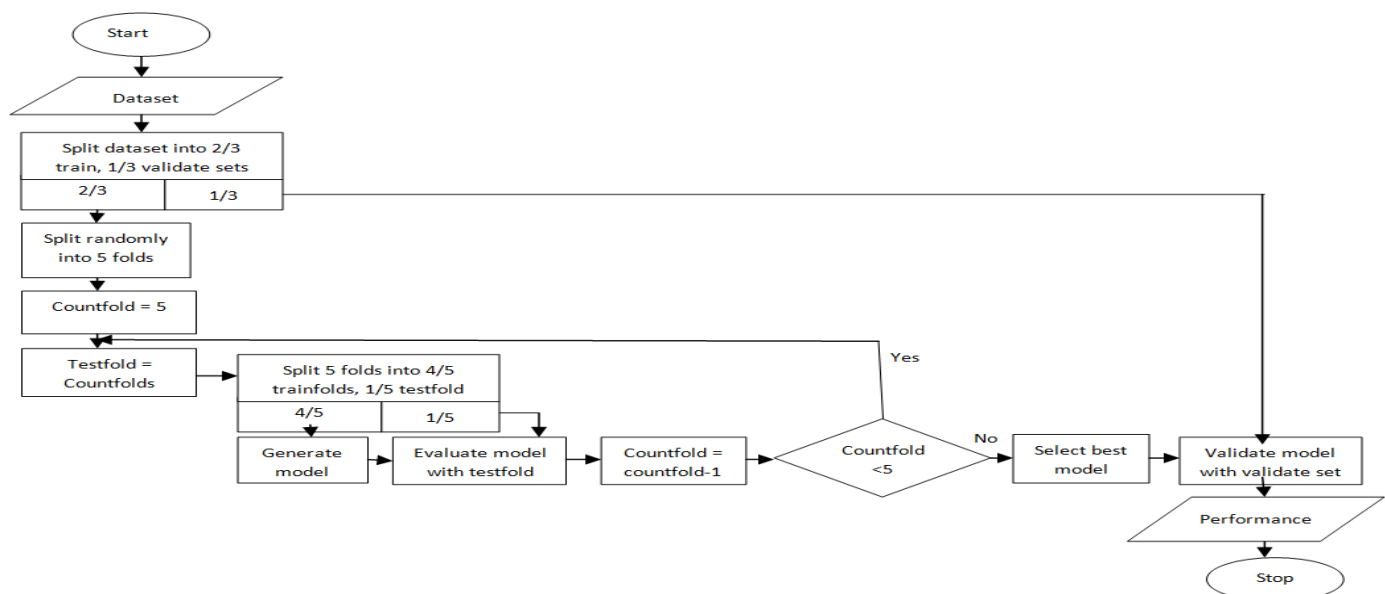 Start
Dataset
Split dataset into 2/3
train, 1/3 validate sets
2/3
1/3
Split randomly
into 5 folds
Countfold = 5
Testfold =
Countfolds
Split 5 folds into 4/5
trainfolds, 1/5 testfold
4/5
1/5
Generate
model
Evaluate model
with testfold
Countfold =
countfold-1
Countfold
<5
Yes
No
Select best
model
Validate model
with validate set
Performance
Stop